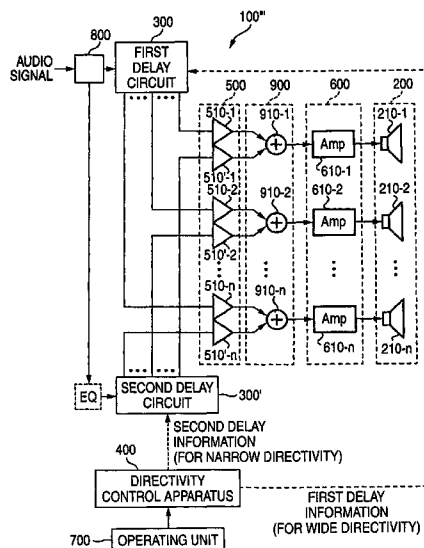 100'''
800
300
AUDIO
SIGNAL
FIRST
DELAY
CIRCUIT
500 900 600 200
510-1 910-1 210-1
+ Amp
510'-1 610-1
510-2 910-2 610-2 210-2
+ Amp
510'-2
510-n 910-n 210-n
+ Amp
510'-n 610-n
EQ
SECOND DELAY
CIRCUIT
300'
SECOND DELAY
INFORMATION
(FOR NARROW DIRECTIVITY)
400
DIRECTIVITY
CONTROL APPARATUS
FIRST DELAY
INFORMATION
(FOR WIDE DIRECTIVITY)
700 OPERATING UNIT